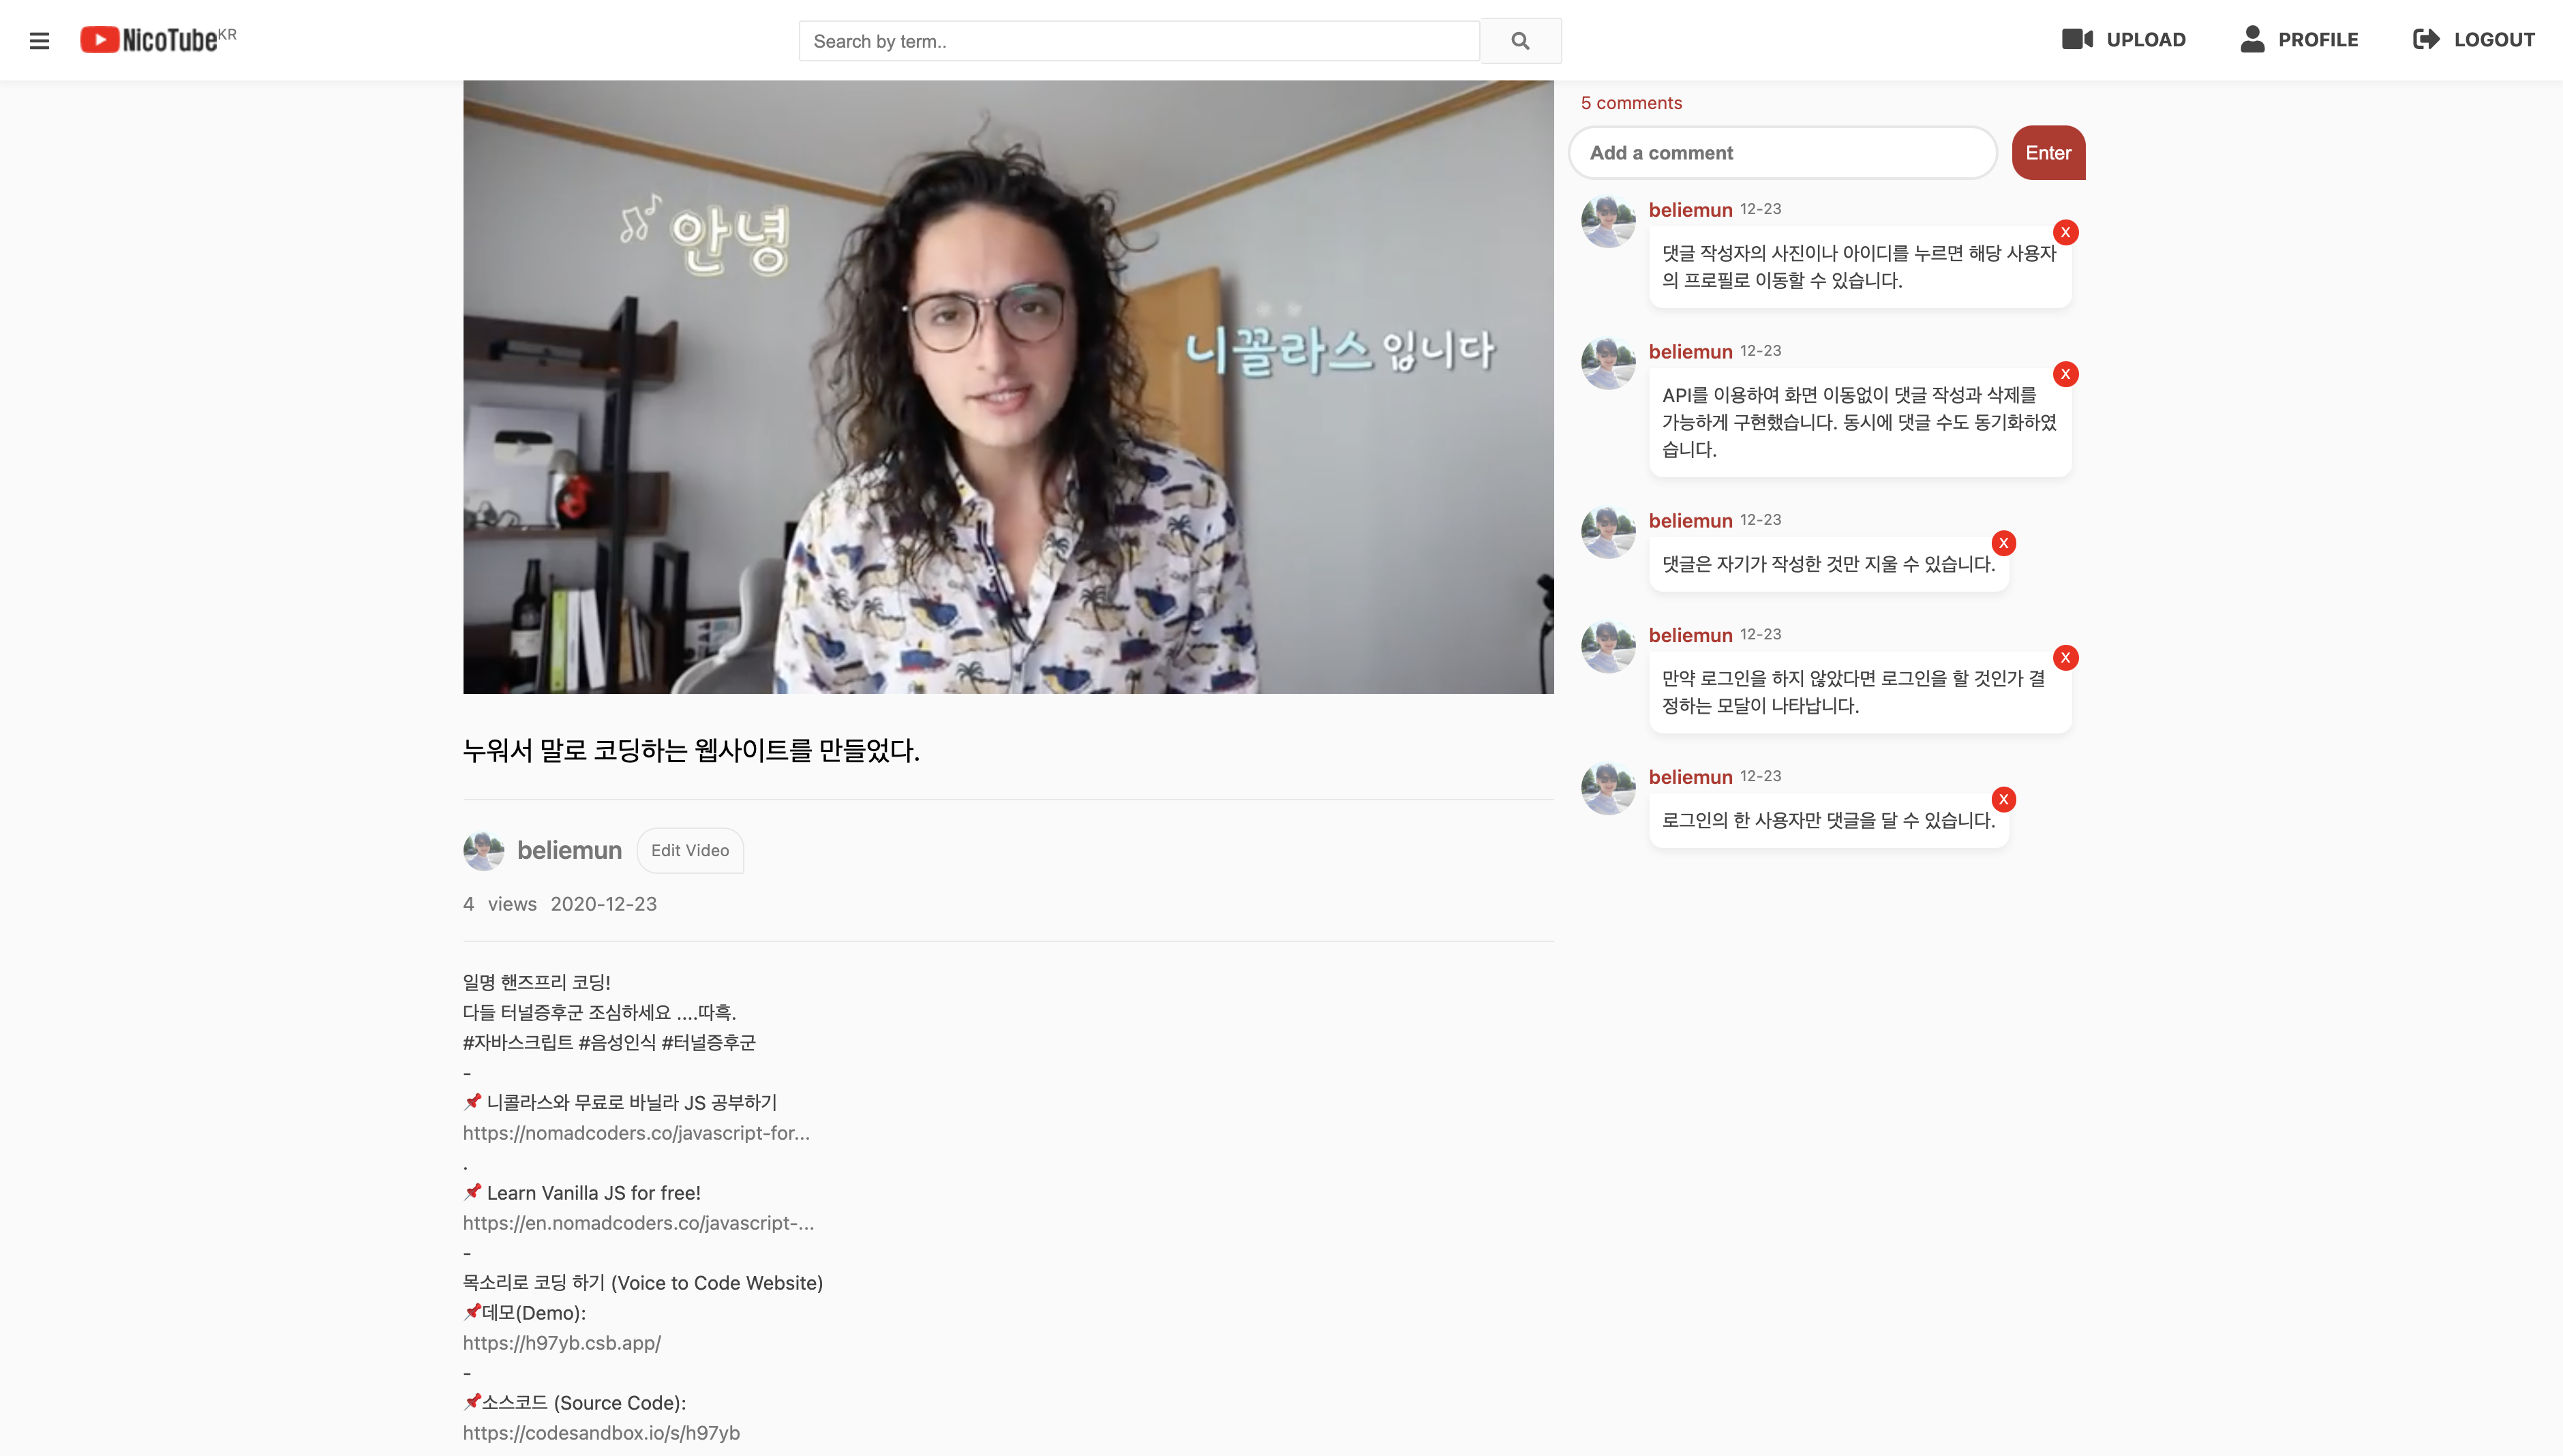 NicoTube KR
Search by term..
UPLOAD
PROFILE
LOGOUT
안녕
니꼴라스 입니다
누워서 말로 코딩하는 웹사이트를 만들었다.
beliemun Edit Video
4 views 2020-12-23
일명 핸즈프리 코딩!
다들 터널증후군 조심하세요 ....따흑.
#자바스크립트 #음성인식 #터널증후군
-
📌 니콜라스와 무료로 바닐라 JS 공부하기
https://nomadcoders.co/javascript-for...
.
📌 Learn Vanilla JS for free!
https://en.nomadcoders.co/javascript-...
-
목소리로 코딩 하기 (Voice to Code Website)
📌데모(Demo):
https://h97yb.csb.app/
-
📌소스코드 (Source Code):
https://codesandbox.io/s/h97yb
5 comments
Add a comment
Enter
beliemun 12-23
X
댓글 작성자의 사진이나 아이디를 누르면 해당 사용자
의 프로필로 이동할 수 있습니다.
beliemun 12-23
X
API를 이용하여 화면 이동없이 댓글 작성과 삭제를
가능하게 구현했습니다. 동시에 댓글 수도 동기화하였
습니다.
beliemun 12-23
X
댓글은 자기가 작성한 것만 지울 수 있습니다.
beliemun 12-23
X
만약 로그인을 하지 않았다면 로그인을 할 것인가 결
정하는 모달이 나타납니다.
beliemun 12-23
X
로그인의 한 사용자만 댓글을 달 수 있습니다.